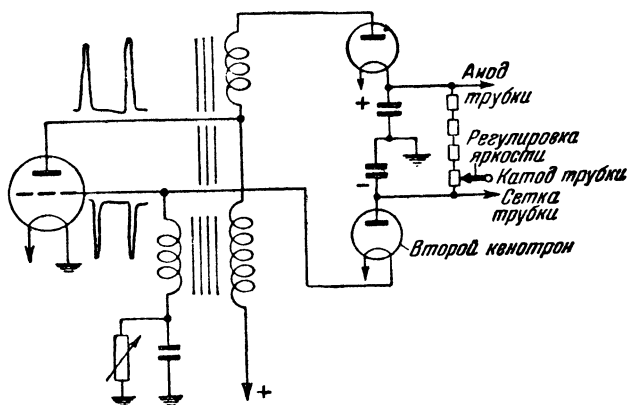 Анод
трубки
+
Регулировка
яркости
-
Катод трубки
Сетка
трубки
Второй кенотрон
+